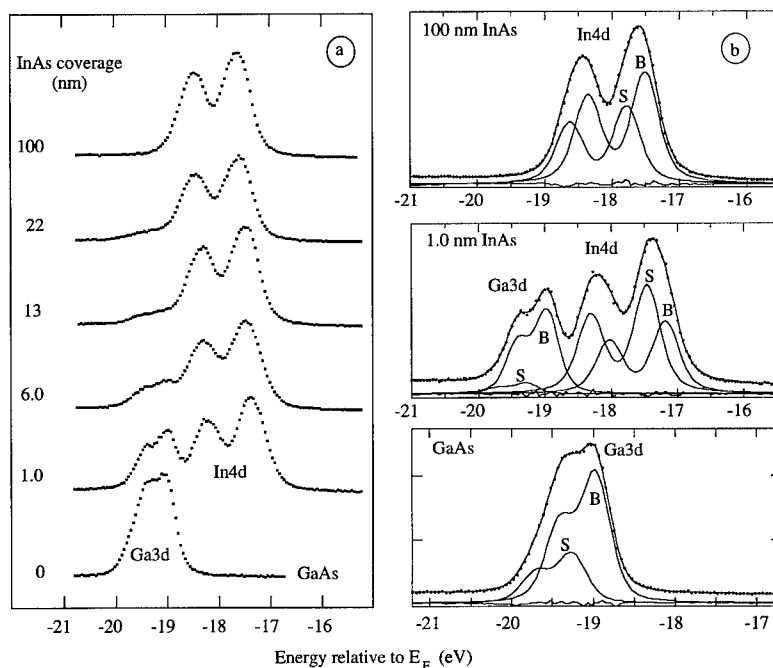 a
InAs coverage
(nm)
100
22
13
6.0
1.0
0
In4d
Ga3d
GaAs
-21 -20 -19 -18 -17 -16
b
100 nm InAs
In4d
S
B
-21 -20 -19 -18 -17 -16
1.0 nm InAs
In4d
Ga3d
S
B
B
S
-21 -20 -19 -18 -17 -16
GaAs
Ga3d
B
S
-21 -20 -19 -18 -17 -16
Energy relative to E_F (eV)